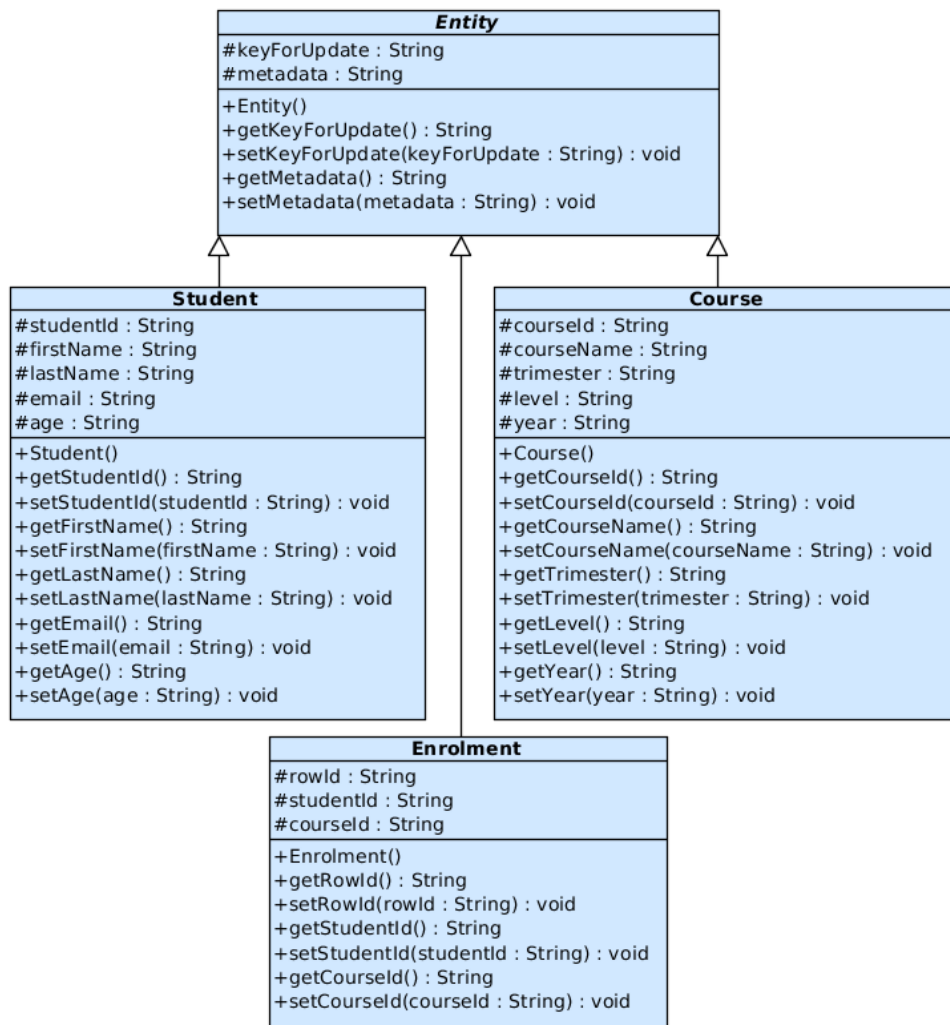 Entity
#keyForUpdate : String
#metadata : String
+Entity()
+getKeyForUpdate() : String
+setKeyForUpdate(keyForUpdate : String) : void
+getMetadata() : String
+setMetadata(metadata : String) : void
Student
#studentId : String
#firstName : String
#lastName : String
#email : String
#age : String
+Student()
+getStudentId() : String
+setStudentId(studentId : String) : void
+getFirstName() : String
+setFirstName(firstName : String) : void
+getLastName() : String
+setLastName(lastName : String) : void
+getEmail() : String
+setEmail(email : String) : void
+getAge() : String
+setAge(age : String) : void
Course
#courseId : String
#courseName : String
#trimester : String
#level : String
#year : String
+Course()
+getCourseId() : String
+setCourseId(courseId : String) : void
+getCourseName() : String
+setCourseName(courseName : String) : void
+getTrimester() : String
+setTrimester(trimester : String) : void
+getLevel() : String
+setLevel(level : String) : void
+getYear() : String
+setYear(year : String) : void
Enrolment
#rowId : String
#studentId : String
#courseId : String
+Enrolment()
+getRowId() : String
+setRowId(rowId : String) : void
+getStudentId() : String
+setStudentId(studentId : String) : void
+getCourseId() : String
+setCourseId(courseId : String) : void